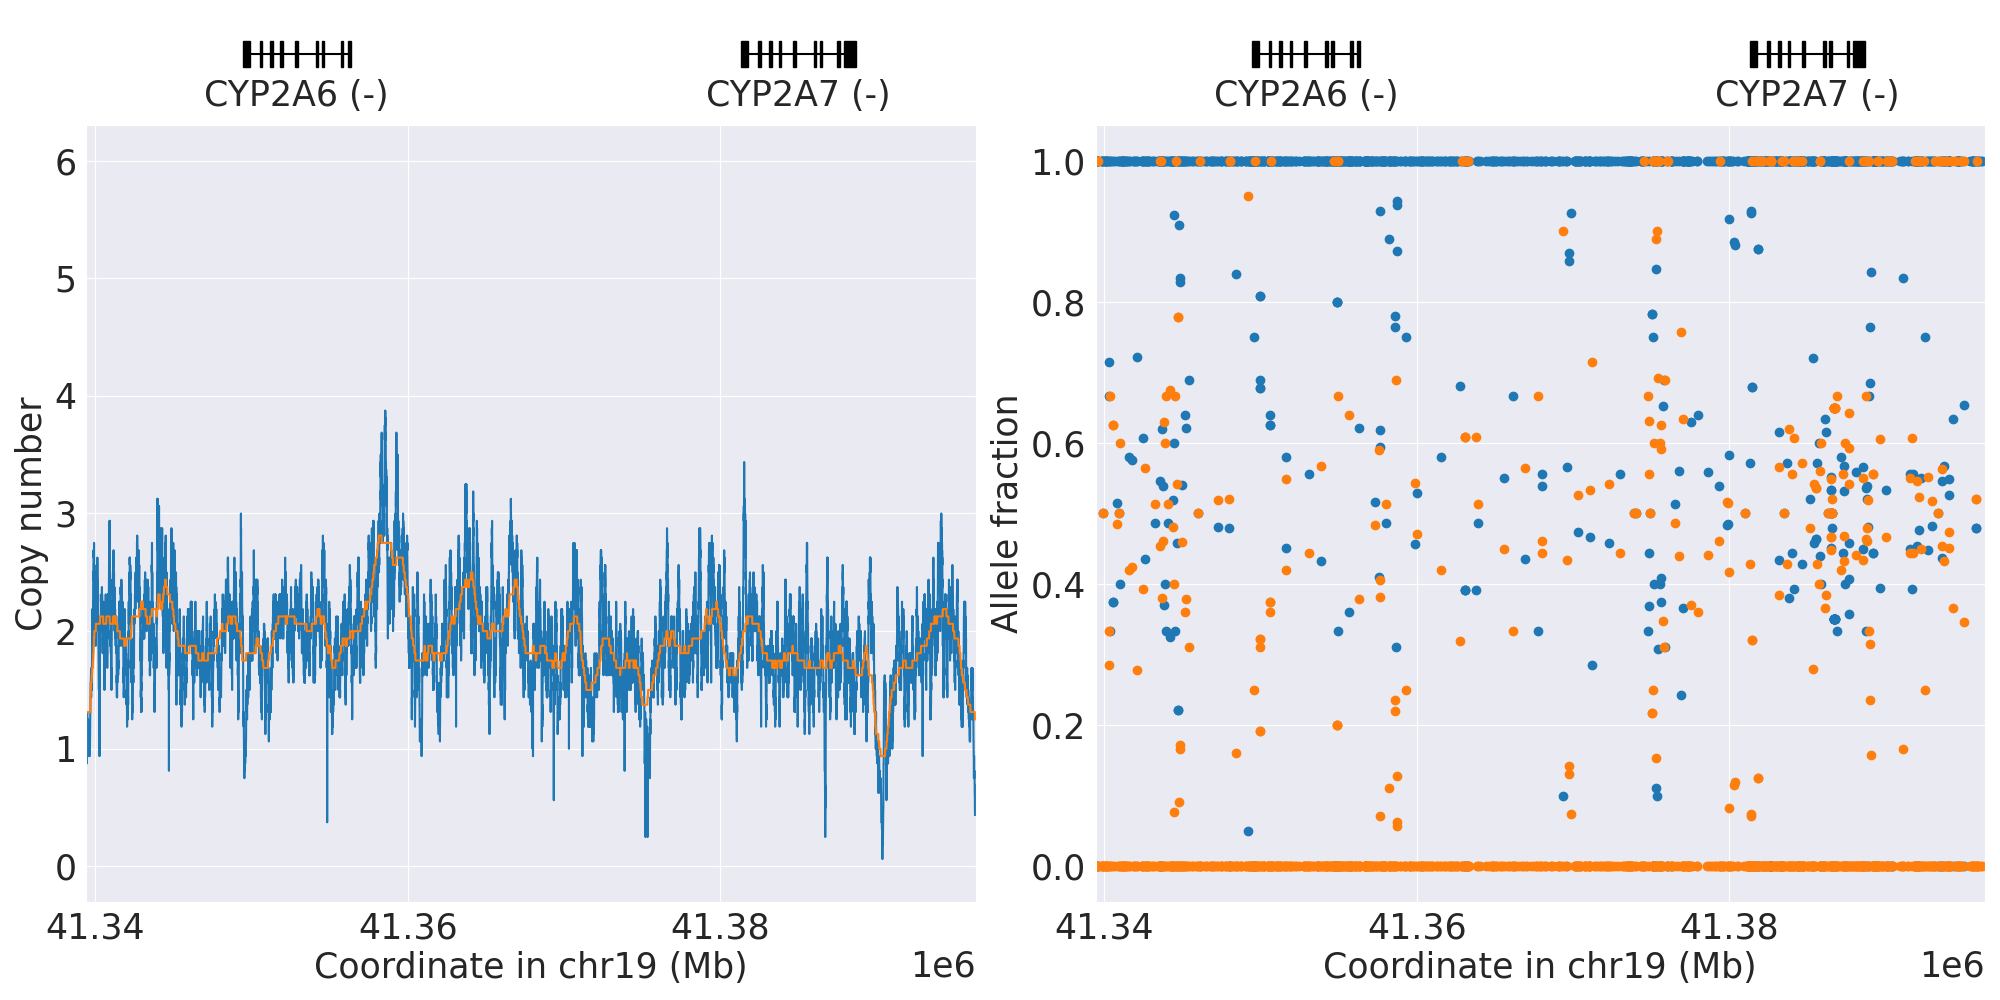 CYP2A6 (-)
CYP2A7 (-)
6
5
4
3
2
1
0
Copy number
41.34
41.36
41.38
Coordinate in chr19 (Mb)
1e6
CYP2A6 (-)
CYP2A7 (-)
1.0
0.8
0.6
0.4
0.2
0.0
Allele fraction
41.34
41.36
41.38
Coordinate in chr19 (Mb)
1e6